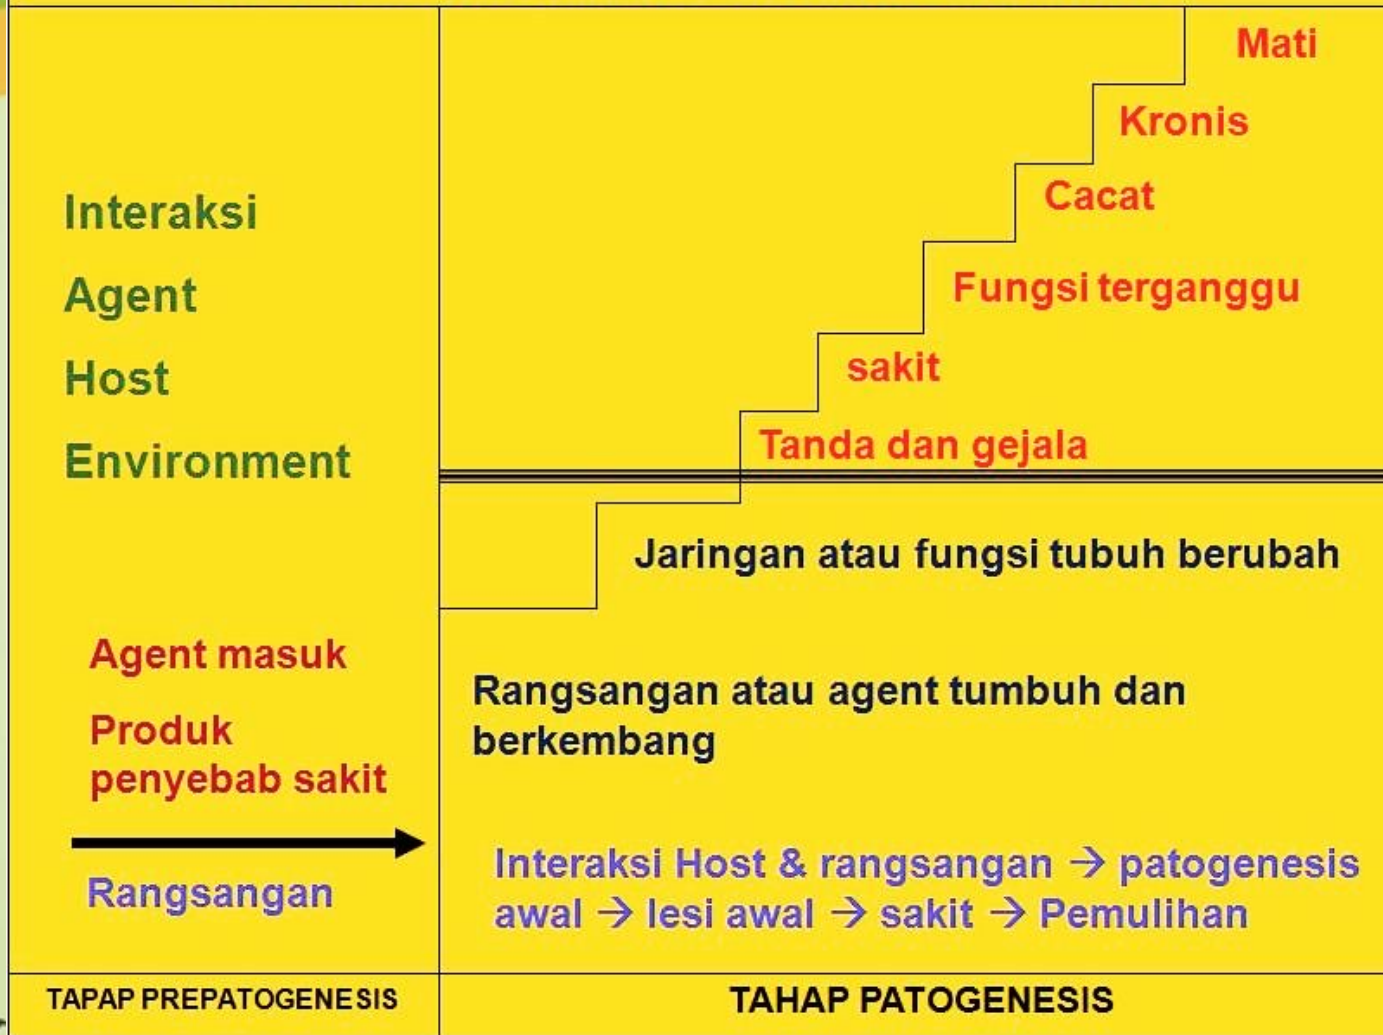 Interaksi
Agent
Host
Environment
Agent masuk
Produk
penyebab sakit
Rangsangan
TAPAP PREPATOGENESIS
Mati
Kronis
Cacat
Fungsi terganggu
sakit
Tanda dan gejala
Jaringan atau fungsi tubuh berubah
Rangsangan atau agent tumbuh dan
berkembang
Interaksi Host & rangsangan → patogenesis
awal → lesi awal → sakit → Pemulihan
TAHAP PATOGENESIS